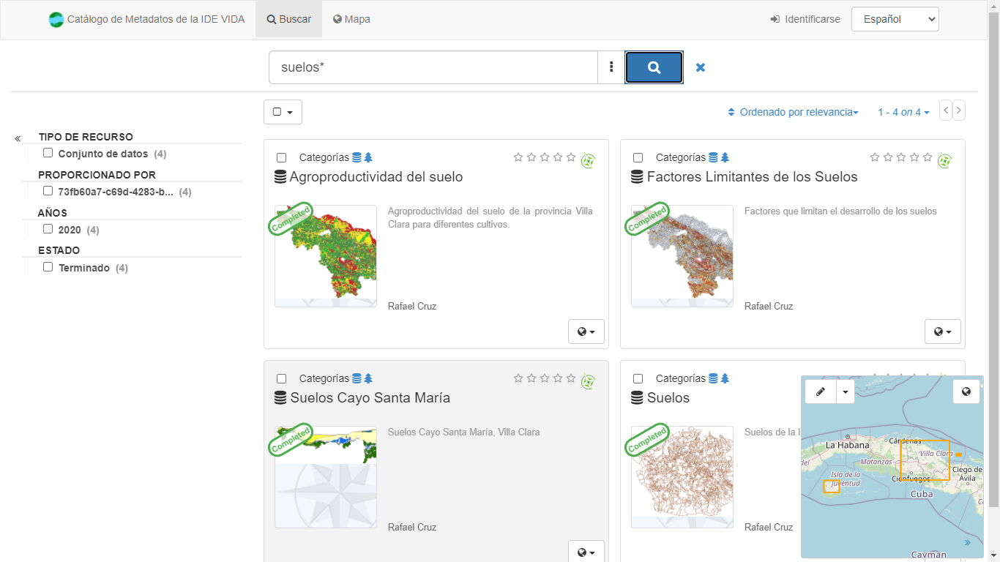 Catálogo de Metadatos de la IDE VIDA
Buscar
Mapa
Identificarse
Español
suelos*
Ordenado por relevancia
1 - 4 on 4
«
TIPO DE RECURSO
Conjunto de datos (4)
PROPORCIONADO POR
73fb60a7-c69d-4283-b... (4)
AÑOS
2020 (4)
ESTADO
Terminado (4)
Categorías
Agroproductividad del suelo
Completed
Agroproductividad del suelo de la provincia Villa
Clara para diferentes cultivos.
Rafael Cruz
Categorías
Factores Limitantes de los Suelos
Completed
Factores que limitan el desarrollo de los suelos
Rafael Cruz
Categorías
Suelos Cayo Santa María
Completed
Suelos Cayo Santa María, Villa Clara
Rafael Cruz
Categorías
Suelos
Completed
Suelos de la I
Rafael Cruz
La Habana
Cárdenas
Villa Clara
del
Matanzas
Isla de la
Juventud
Cienfuegos
Ciego de
Ávila
Cuba
Cayman
»